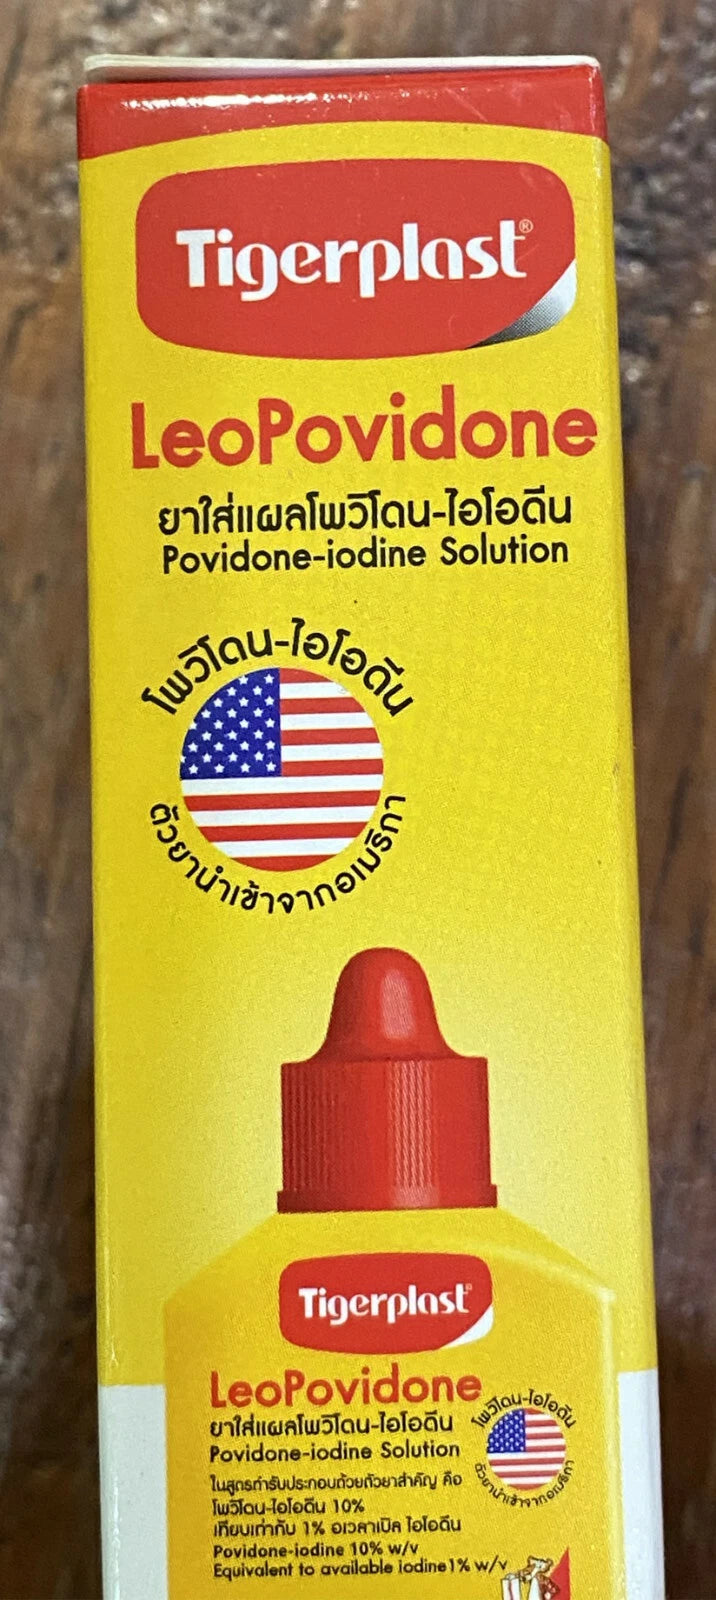 Tigerplast®
LeoPovidone
ยาใส่แผลโพวิโดน-ไอโอดีน
Povidone-iodine Solution
โพวิโดน-ไอโอดีน
ตัวยานำเข้าจากอเมริกา
Tigerplast®
LeoPovidone
ยาใส่แผลโพวิโดน-ไอโอดีน
Povidone-iodine Solution
โพวิโดน-ไอโอดีน
ตัวยานำเข้าจากอเมริกา
ในสูตรตำรับประกอบด้วยตัวยาสำคัญ คือ
โพวิโดน-ไอโอดีน 10%
เทียบเท่ากับ 1% อเวลาเบิล ไอโอดีน
Povidone-iodine 10% w/v
Equivalent to available iodine1% w/v